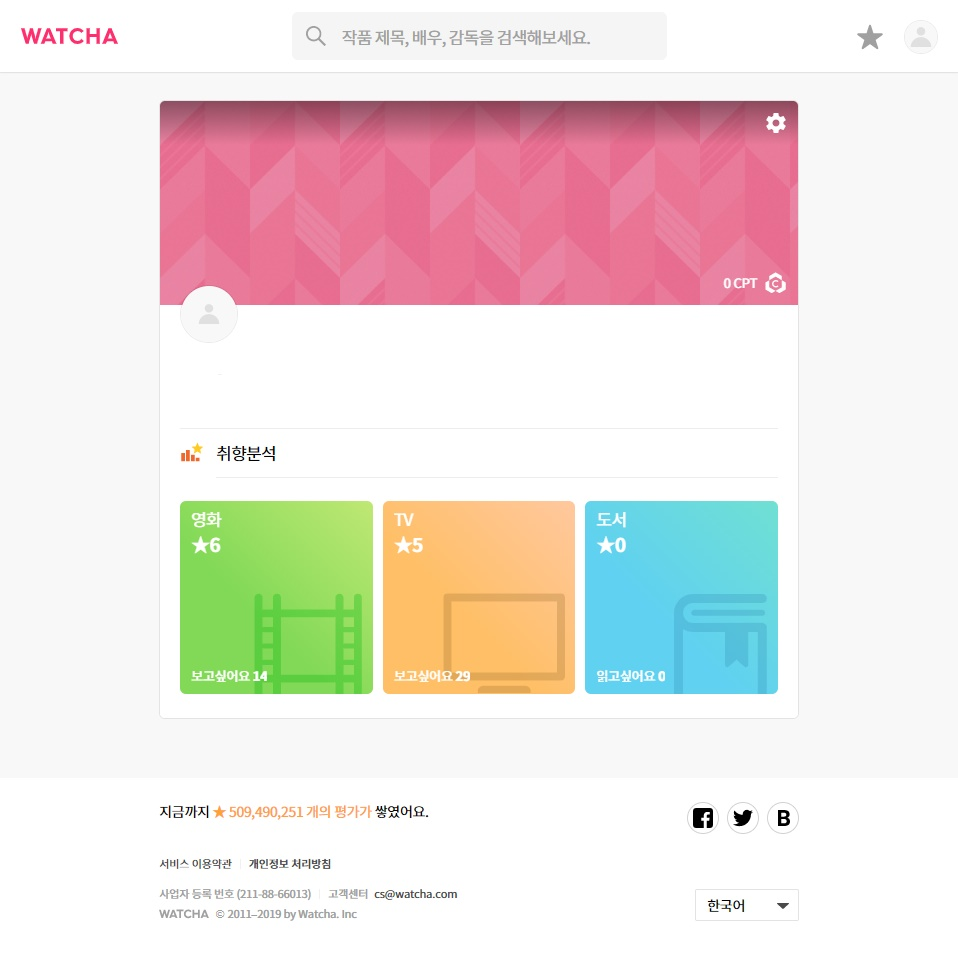 WATCHA
작품 제목, 배우, 감독을 검색해보세요.
0 CPT
취향분석
영화
★6
보고싶어요 14
TV
★5
보고싶어요 29
도서
★0
읽고싶어요 0
지금까지 ★ 509,490,251 개의 평가가 쌓였어요.
B
서비스 이용약관 | 개인정보 처리방침
사업자 등록 번호 (211-88-66013) | 고객센터 cs@watcha.com
WATCHA © 2011–2019 by Watcha. Inc
한국어